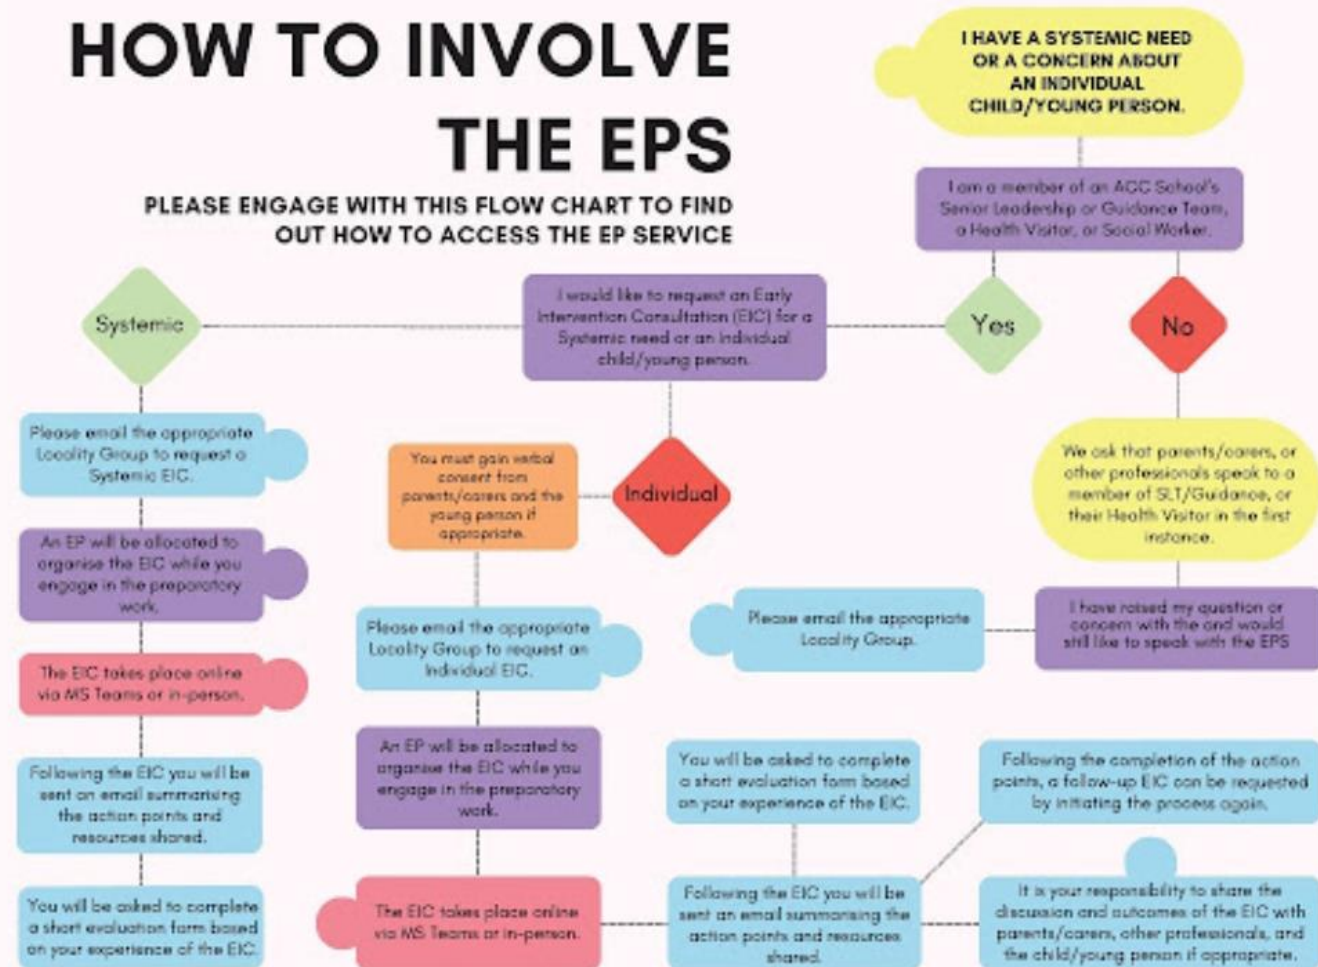 HOW TO INVOLVE
THE EPS
PLEASE ENGAGE WITH THIS FLOW CHART TO FIND
OUT HOW TO ACCESS THE EP SERVICE
I HAVE A SYSTEMIC NEED
OR A CONCERN ABOUT
AN INDIVIDUAL
CHILD/YOUNG PERSON.
I am a member of an ACC School's
Senior Leadership or Guidance Team,
a Health Visitor, or Social Worker.
Yes
No
I would like to request an Early
Intervention Consultation (EIC) for a
Systemic need or an Individual
child/young person.
Systemic
Please email the appropriate
Locality Group to request a
Systemic EIC.
An EP will be allocated to
organise the EIC while you
engage in the preparatory
work.
The EIC takes place online
via MS Teams or in-person.
Following the EIC you will be
sent an email summarising
the action points and
resources shared.
You will be asked to complete
a short evaluation form based
on your experience of the EIC.
Individual
You must gain verbal
consent from
parents/carers and the
young person if
appropriate.
Please email the appropriate
Locality Group to request an
Individual EIC.
An EP will be allocated to
organise the EIC while you
engage in the preparatory
work.
The EIC takes place online
via MS Teams or in-person.
Following the EIC you will be
sent an email summarising the
action points and resources
shared.
You will be asked to complete
a short evaluation form based
on your experience of the EIC.
Following the completion of the action
points, a follow-up EIC can be requested
by initiating the process again.
It is your responsibility to share the
discussion and outcomes of the EIC with
parents/carers, other professionals, and
the child/young person if appropriate.
We ask that parents/carers, or
other professionals speak to a
member of SLT/Guidance, or
their Health Visitor in the first
instance.
I have raised my question or
concern with the and would
still like to speak with the EPS
Please email the appropriate
Locality Group.